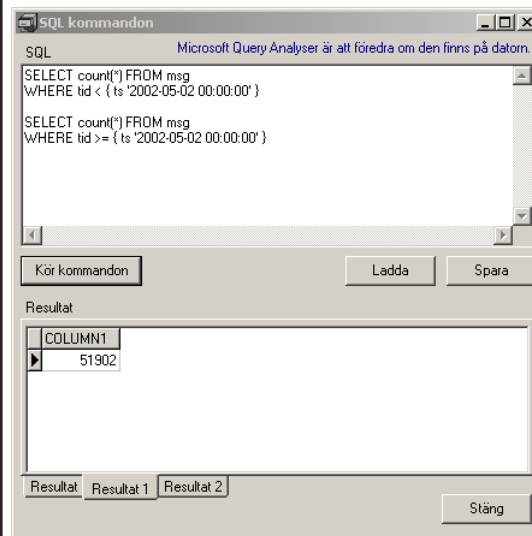 SQL kommandon
SQL
Microsoft Query Analyser är att föredra om den finns på datorn.
SELECT count(*) FROM msg
WHERE tid < { ts '2002-05-02 00:00:00' }
SELECT count(*) FROM msg
WHERE tid >= { ts '2002-05-02 00:00:00' }
Kör kommandon
Ladda
Spara
Resultat
COLUMN1
51902
Resultat
Resultat 1
Resultat 2
Stäng